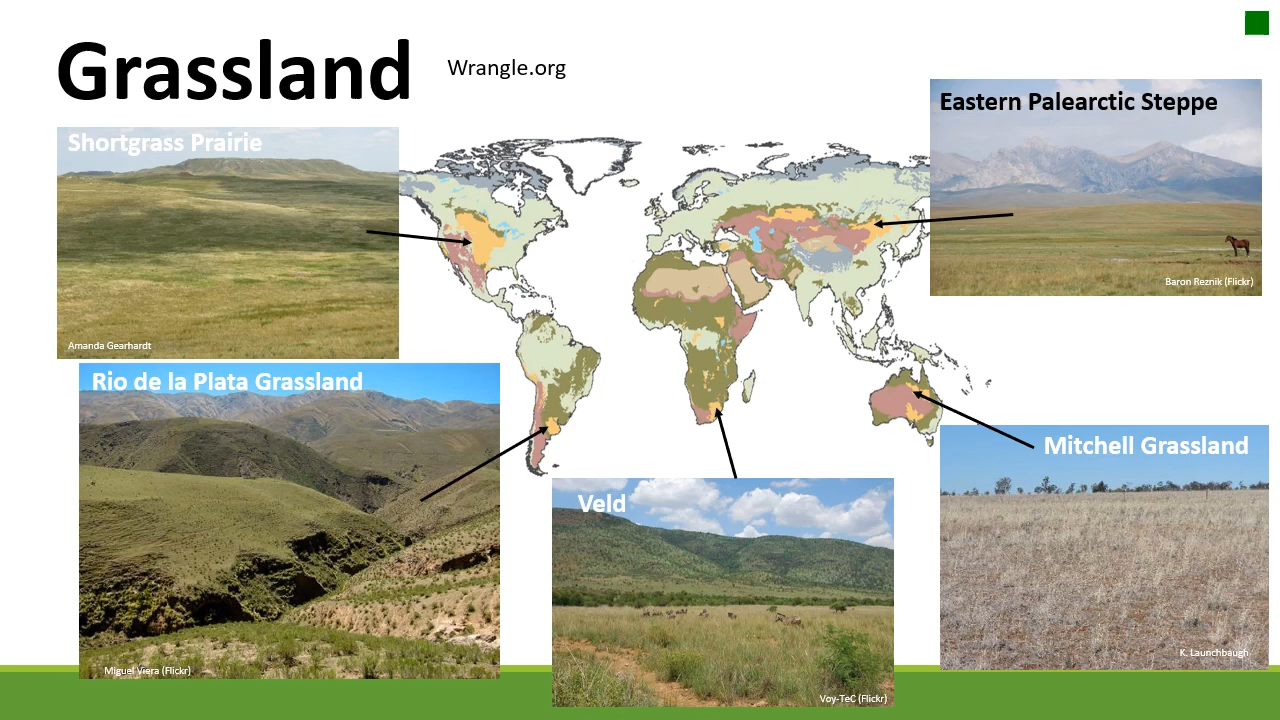 Grassland
Wrangle.org
Eastern Palearctic Steppe
Baron Reznik (Flickr)
Shortgrass Prairie
Amanda Gearhardt
Rio de la Plata Grassland
Miguel Viera (Flickr)
Veld
Voy-TeC (Flickr)
Mitchell Grassland
K. Launchbaugh